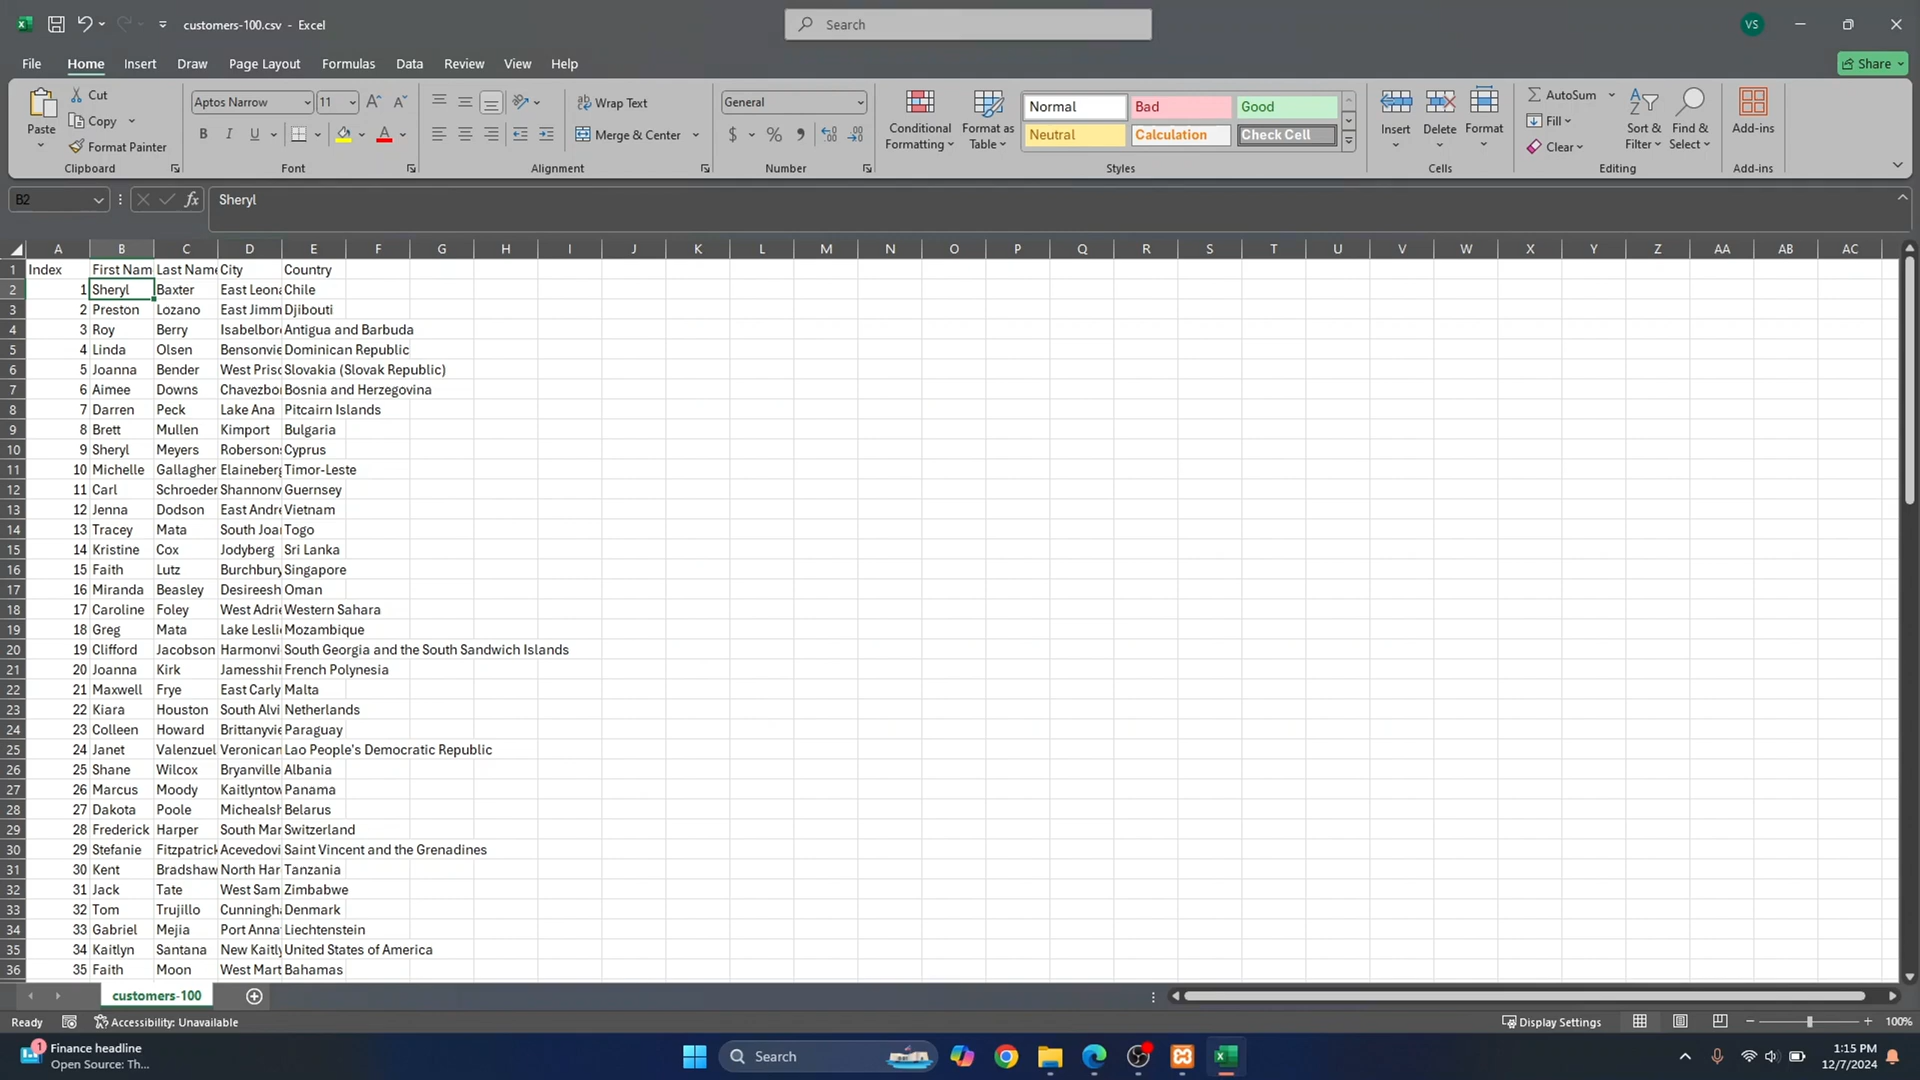 customers-100.csv - Excel
Search
VS
File Home Insert Draw Page Layout Formulas Data Review View Help
Share
Paste
Cut
Copy
Format Painter
Clipboard
Aptos Narrow 11
B I U
Font
Wrap Text
Merge & Center
Alignment
General
$ % ,
Number
Conditional Formatting
Format as Table
Normal Bad Good
Neutral Calculation Check Cell
Styles
Insert Delete Format
Cells
AutoSum
Fill
Clear
Sort & Filter
Find & Select
Editing
Add-ins
Add-ins
B2 fx Sheryl
A B C D E F G H I J K L M N O P Q R S T U V W X Y Z AA AB AC
1 Index First Nam Last Name City Country
2 1 Sheryl Baxter East Leona Chile
3 2 Preston Lozano East Jimm Djibouti
4 3 Roy Berry Isabelbor Antigua and Barbuda
5 4 Linda Olsen Bensonvie Dominican Republic
6 5 Joanna Bender West Prisc Slovakia (Slovak Republic)
7 6 Aimee Downs Chavezbor Bosnia and Herzegovina
8 7 Darren Peck Lake Ana Pitcairn Islands
9 8 Brett Mullen Kimport Bulgaria
10 9 Sheryl Meyers Roberson Cyprus
11 10 Michelle Gallagher Elaineberg Timor-Leste
12 11 Carl Schroeder Shannonv Guernsey
13 12 Jenna Dodson East Andre Vietnam
14 13 Tracey Mata South Joa Togo
15 14 Kristine Cox Jodyberg Sri Lanka
16 15 Faith Lutz Burchbury Singapore
17 16 Miranda Beasley Desireesh Oman
18 17 Caroline Foley West Adri Western Sahara
19 18 Greg Mata Lake Lesli Mozambique
20 19 Clifford Jacobson Harmonvi South Georgia and the South Sandwich Islands
21 20 Joanna Kirk Jamesshir French Polynesia
22 21 Maxwell Frye East Carly Malta
23 22 Kiara Houston South Alvi Netherlands
24 23 Colleen Howard Brittanyvie Paraguay
25 24 Janet Valenzuel Veronican Lao People's Democratic Republic
26 25 Shane Wilcox Bryanville Albania
27 26 Marcus Moody Kaitlyntow Panama
28 27 Dakota Poole Michealsh Belarus
29 28 Frederick Harper South Mar Switzerland
30 29 Stefanie Fitzpatrick Acevedovi Saint Vincent and the Grenadines
31 30 Kent Bradshaw North Har Tanzania
32 31 Jack Tate West Sam Zimbabwe
33 32 Tom Trujillo Cunningha Denmark
34 33 Gabriel Mejia Port Anna Liechtenstein
35 34 Kaitlyn Santana New Kaitly United States of America
36 35 Faith Moon West Mart Bahamas
customers-100
Ready Accessibility: Unavailable Display Settings 100%
1 Finance headline
Open Source: Th...
Search
1:15 PM
12/7/2024